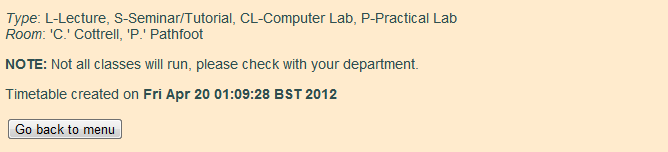 Type: L-Lecture, S-Seminar/Tutorial, CL-Computer Lab, P-Practical Lab
Room: 'C.' Cottrell, 'P.' Pathfoot
NOTE: Not all classes will run, please check with your department.
Timetable created on Fri Apr 20 01:09:28 BST 2012
Go back to menu